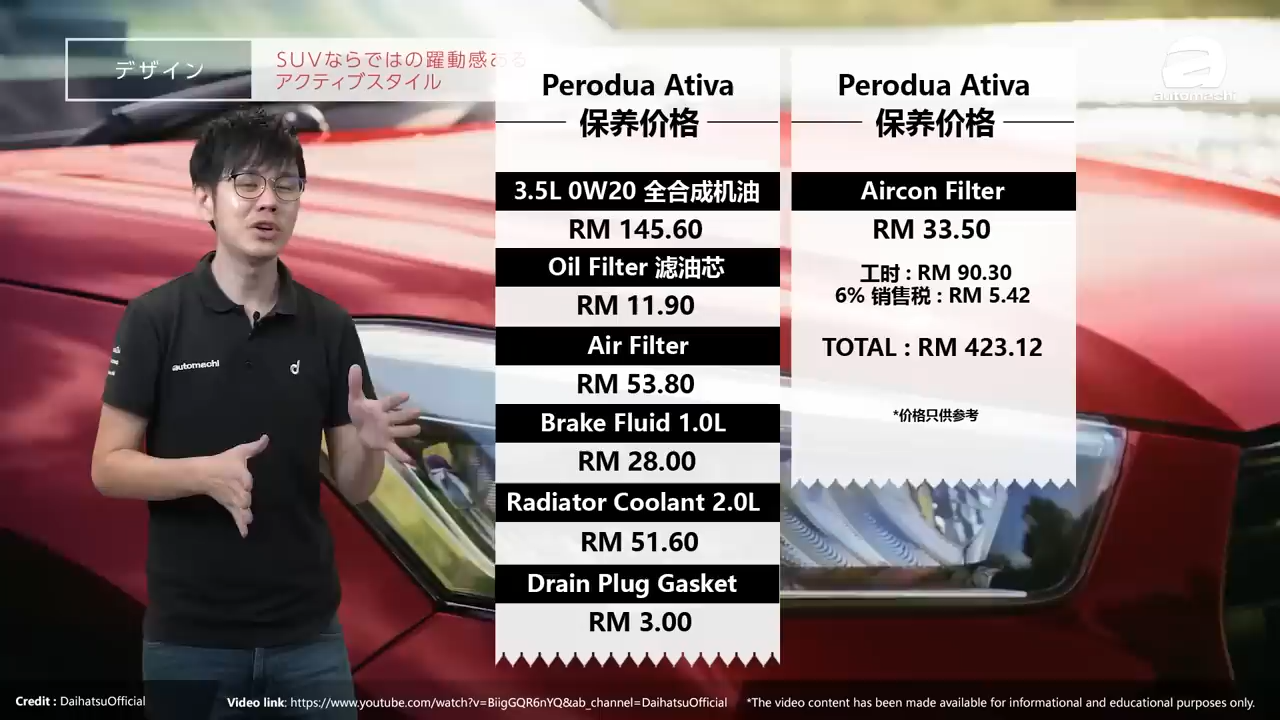 デザイン
SUVならではの躍動感ある
アクティブスタイル
automachi
Perodua Ativa
保养价格
3.5L 0W20 全合成机油
RM 145.60
Oil Filter 滤油芯
RM 11.90
Air Filter
RM 53.80
Brake Fluid 1.0L
RM 28.00
Radiator Coolant 2.0L
RM 51.60
Drain Plug Gasket
RM 3.00
Perodua Ativa
保养价格
Aircon Filter
RM 33.50
工时 : RM 90.30
6% 销售税 : RM 5.42
TOTAL : RM 423.12
*价格只供参考
automachi
Credit : DaihatsuOfficial
Video link: https://www.youtube.com/watch?v=BiigGQR6nYQ&ab_channel=DaihatsuOfficial
*The video content has been made available for informational and educational purposes only.